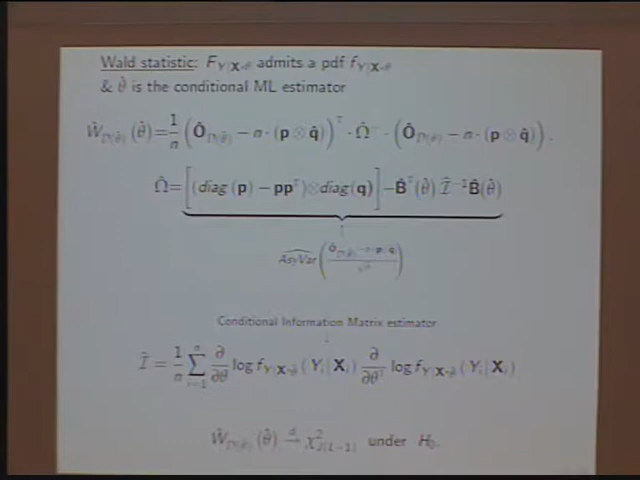 Wald statistic: F_{Y|X,θ} admits a pdf f_{Y|X,θ}
& θ̂ is the conditional ML estimator
Ŵ_{D(θ̂)}(θ̂) = 1/n (Ô_{D(θ̂)} − n·(p⊗q̂))^T · Ω̂^− · (Ô_{D(θ̂)} − n·(p⊗q̂)).
Ω̂ = [(diag(p) − pp^T)⊗diag(q)] − B̂^T(θ̂) Î^{−1} B̂(θ̂)
AsyVar
Conditional Information Matrix estimator
↓
Î = 1/n Σ_{i=1}^n ∂/∂θ log f_{Y|X,θ̂}(Y_i|X_i) ∂/∂θ^T log f_{Y|X,θ̂}(Y_i|X_i)
Ŵ_{D(θ̂)}(θ̂) →^d χ²_{J(L−1)} under H₀.